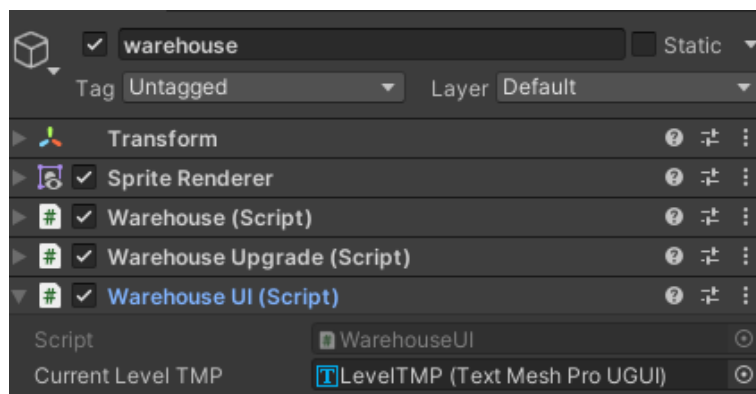 warehouse Static
Tag Untagged Layer Default
Transform
Sprite Renderer
# Warehouse (Script)
# Warehouse Upgrade (Script)
# Warehouse UI (Script)
Script # WarehouseUI
Current Level TMP T LevelTMP (Text Mesh Pro UGUI)